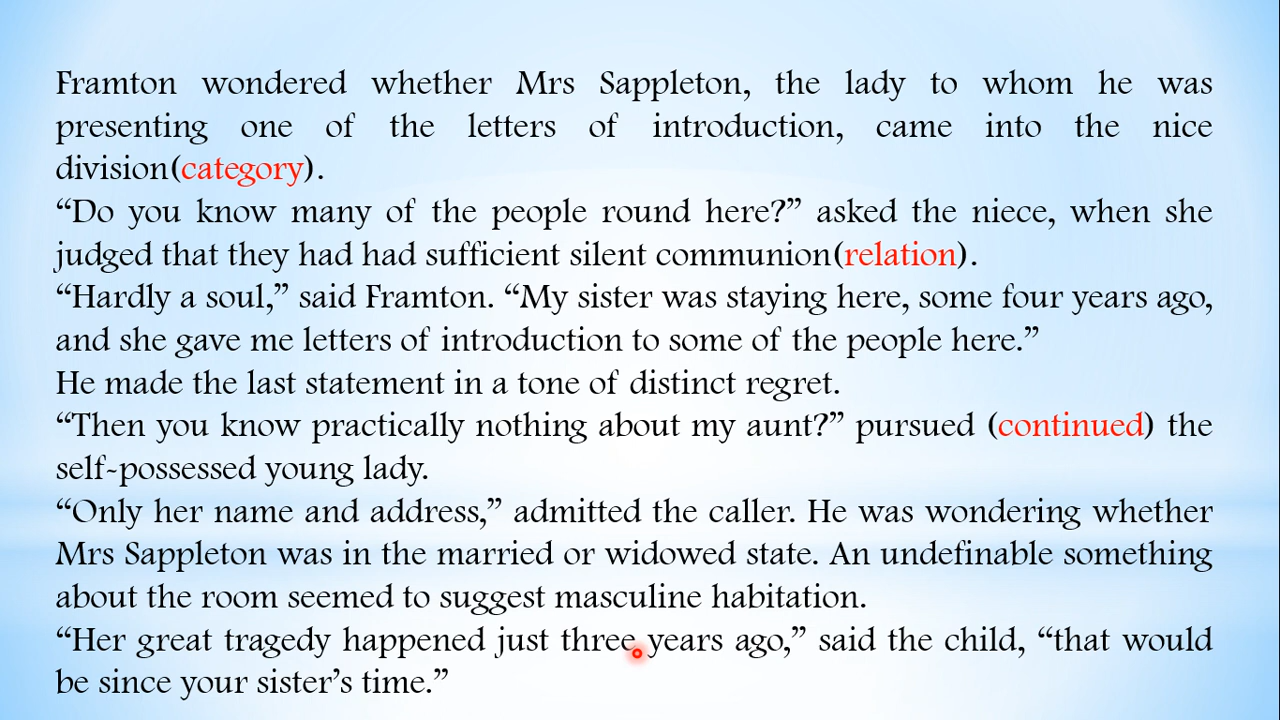 Framton wondered whether Mrs Sappleton, the lady to whom he was
presenting one of the letters of introduction, came into the nice
division(category).
“Do you know many of the people round here?” asked the niece, when she
judged that they had had sufficient silent communion(relation).
“Hardly a soul,” said Framton. “My sister was staying here, some four years ago,
and she gave me letters of introduction to some of the people here.”
He made the last statement in a tone of distinct regret.
“Then you know practically nothing about my aunt?” pursued (continued) the
self-possessed young lady.
“Only her name and address,” admitted the caller. He was wondering whether
Mrs Sappleton was in the married or widowed state. An undefinable something
about the room seemed to suggest masculine habitation.
“Her great tragedy happened just three years ago,” said the child, “that would
be since your sister’s time.”